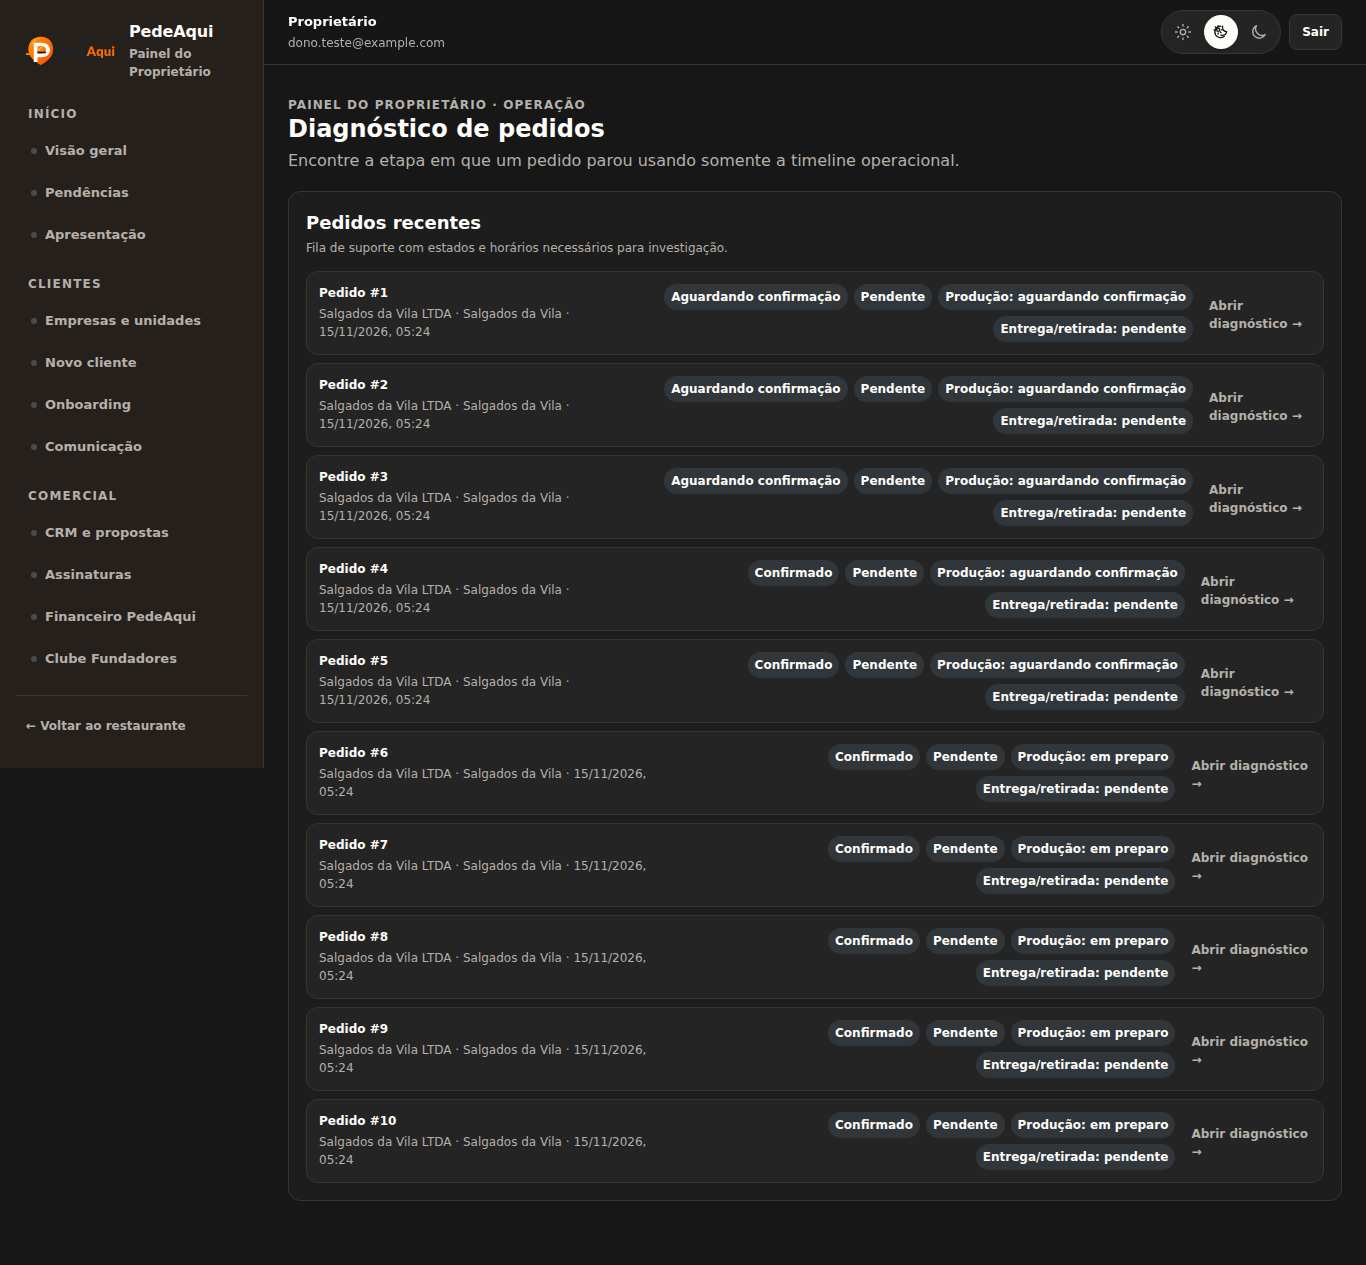 P
Aqui
PedeAqui
Painel do
Proprietário
INÍCIO
Visão geral
Pendências
Apresentação
CLIENTES
Empresas e unidades
Novo cliente
Onboarding
Comunicação
COMERCIAL
CRM e propostas
Assinaturas
Financeiro PedeAqui
Clube Fundadores
← Voltar ao restaurante
Proprietário
dono.teste@example.com
Sair
PAINEL DO PROPRIETÁRIO · OPERAÇÃO
Diagnóstico de pedidos
Encontre a etapa em que um pedido parou usando somente a timeline operacional.
Pedidos recentes
Fila de suporte com estados e horários necessários para investigação.
Pedido #1
Salgados da Vila LTDA · Salgados da Vila ·
15/11/2026, 05:24
Aguardando confirmação Pendente Produção: aguardando confirmação
Entrega/retirada: pendente
Abrir
diagnóstico →
Pedido #2
Salgados da Vila LTDA · Salgados da Vila ·
15/11/2026, 05:24
Aguardando confirmação Pendente Produção: aguardando confirmação
Entrega/retirada: pendente
Abrir
diagnóstico →
Pedido #3
Salgados da Vila LTDA · Salgados da Vila ·
15/11/2026, 05:24
Aguardando confirmação Pendente Produção: aguardando confirmação
Entrega/retirada: pendente
Abrir
diagnóstico →
Pedido #4
Salgados da Vila LTDA · Salgados da Vila ·
15/11/2026, 05:24
Confirmado Pendente Produção: aguardando confirmação
Entrega/retirada: pendente
Abrir
diagnóstico →
Pedido #5
Salgados da Vila LTDA · Salgados da Vila ·
15/11/2026, 05:24
Confirmado Pendente Produção: aguardando confirmação
Entrega/retirada: pendente
Abrir
diagnóstico →
Pedido #6
Salgados da Vila LTDA · Salgados da Vila · 15/11/2026,
05:24
Confirmado Pendente Produção: em preparo
Entrega/retirada: pendente
Abrir diagnóstico
→
Pedido #7
Salgados da Vila LTDA · Salgados da Vila · 15/11/2026,
05:24
Confirmado Pendente Produção: em preparo
Entrega/retirada: pendente
Abrir diagnóstico
→
Pedido #8
Salgados da Vila LTDA · Salgados da Vila · 15/11/2026,
05:24
Confirmado Pendente Produção: em preparo
Entrega/retirada: pendente
Abrir diagnóstico
→
Pedido #9
Salgados da Vila LTDA · Salgados da Vila · 15/11/2026,
05:24
Confirmado Pendente Produção: em preparo
Entrega/retirada: pendente
Abrir diagnóstico
→
Pedido #10
Salgados da Vila LTDA · Salgados da Vila · 15/11/2026,
05:24
Confirmado Pendente Produção: em preparo
Entrega/retirada: pendente
Abrir diagnóstico
→